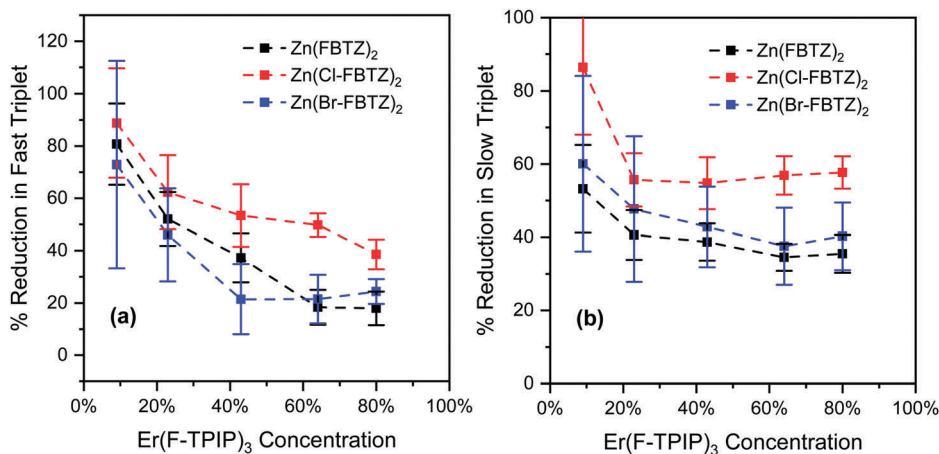 % Reduction in Fast Triplet
120
100
80
60
40
20
0
Zn(FBTZ)₂
Zn(Cl-FBTZ)₂
Zn(Br-FBTZ)₂
(a)
0% 20% 40% 60% 80% 100%
Er(F-TPIP)₃ Concentration
% Reduction in Slow Triplet
100
80
60
40
20
0
Zn(FBTZ)₂
Zn(Cl-FBTZ)₂
Zn(Br-FBTZ)₂
(b)
0% 20% 40% 60% 80% 100%
Er(F-TPIP)₃ Concentration